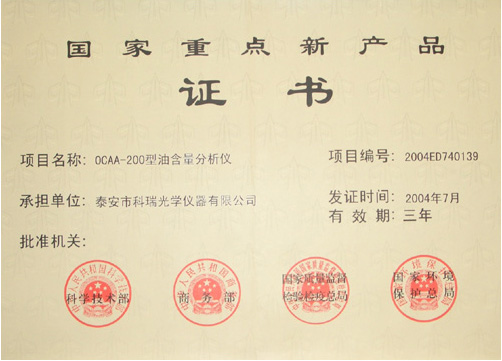 国家重点新产品
证书
项目名称: OCAA-200型油含量分析仪
项目编号: 2004ED740139
承担单位: 泰安市科瑞光学仪器有限公司
发证时间: 2004年7月
有效期: 三年
批准机关:
科学技术部
商务部
国家质量监督
检验检疫总局
国家环境
保护总局